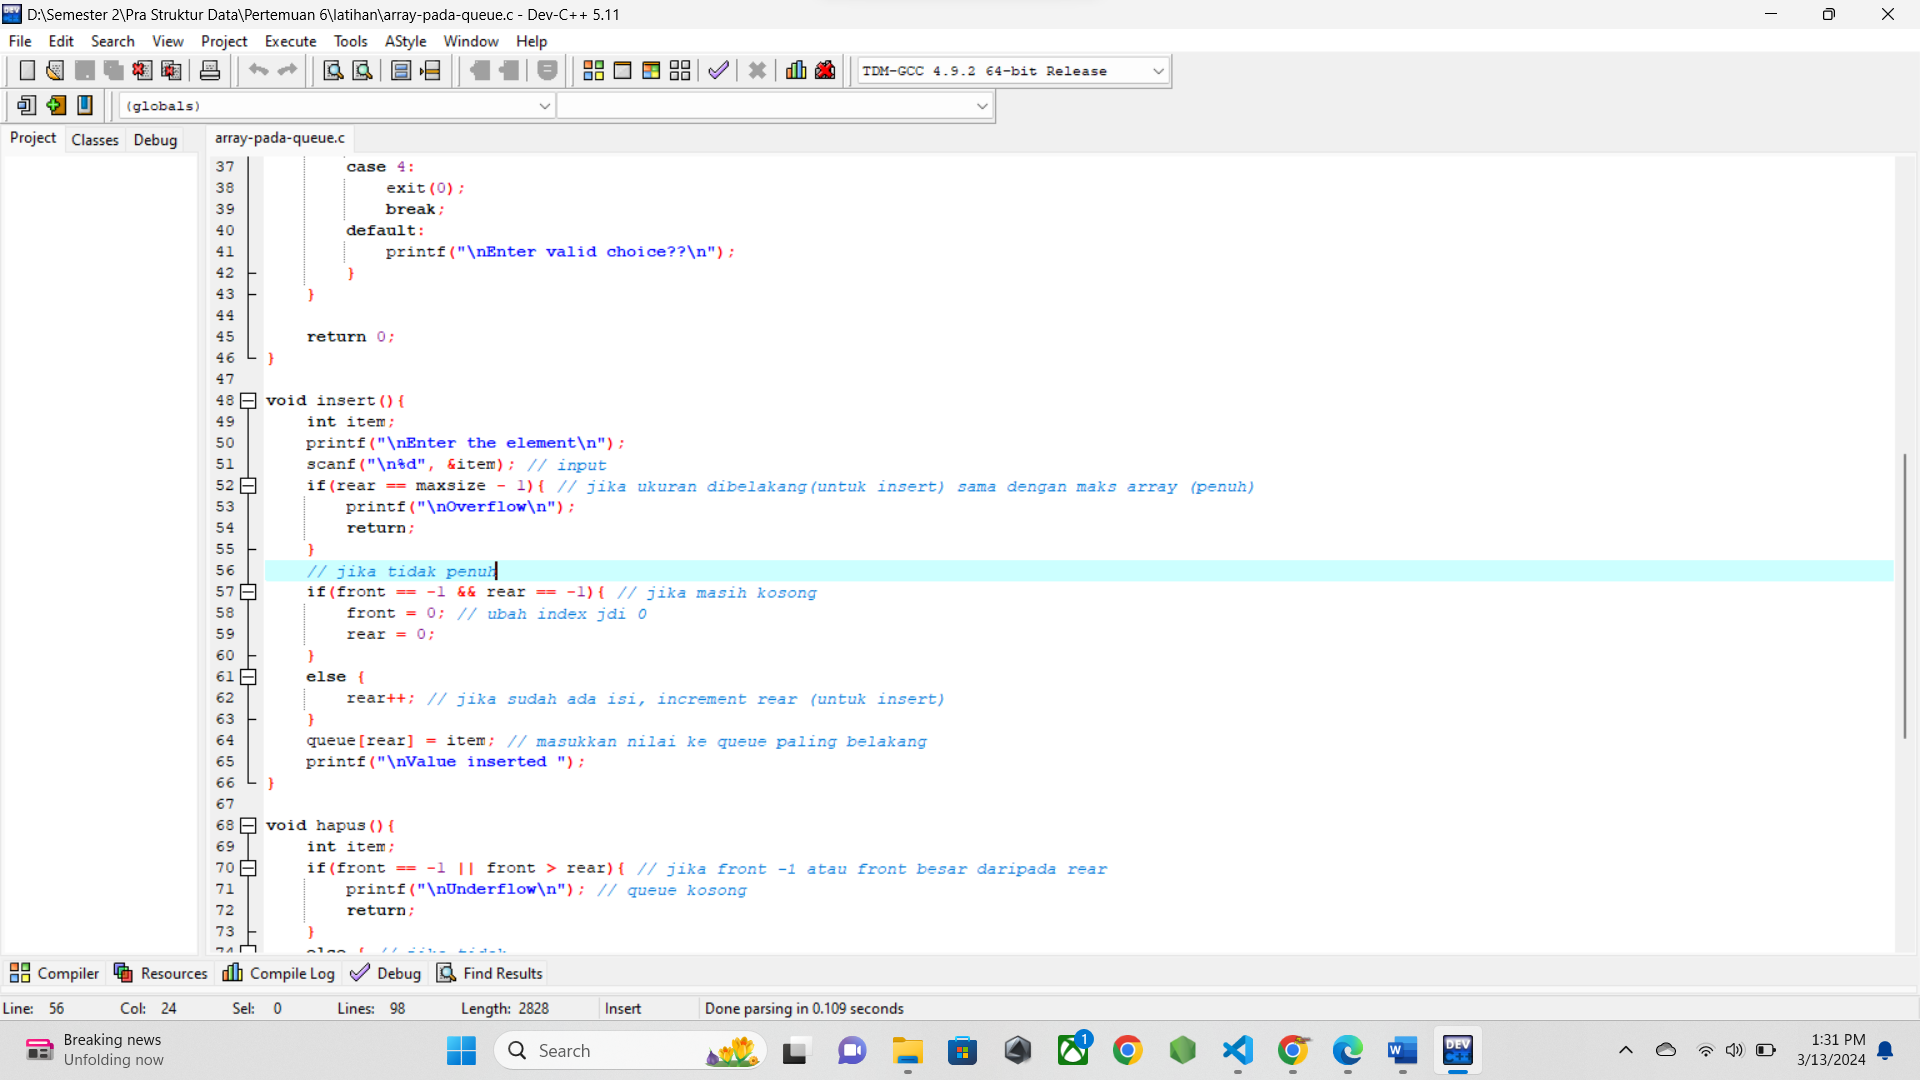 D:\Semester 2\Pra Struktur Data\Pertemuan 6\latihan\array-pada-queue.c - Dev-C++ 5.11
File Edit Search View Project Execute Tools AStyle Window Help
TDM-GCC 4.9.2 64-bit Release
(globals)
Project Classes Debug array-pada-queue.c
37 case 4:
38 exit(0);
39 break;
40 default:
41 printf("\nEnter valid choice??\n");
42 }
43 }
44
45 return 0;
46 }
47
48 void insert(){
49 int item;
50 printf("\nEnter the element\n");
51 scanf("\n%d", &item); // input
52 if(rear == maxsize - 1){ // jika ukuran dibelakang(untuk insert) sama dengan maks array (penuh)
53 printf("\nOverflow\n");
54 return;
55 }
56 // jika tidak penuh
57 if(front == -1 && rear == -1){ // jika masih kosong
58 front = 0; // ubah index jdi 0
59 rear = 0;
60 }
61 else {
62 rear++; // jika sudah ada isi, increment rear (untuk insert)
63 }
64 queue[rear] = item; // masukkan nilai ke queue paling belakang
65 printf("\nValue inserted ");
66 }
67
68 void hapus(){
69 int item;
70 if(front == -1 || front > rear){ // jika front -1 atau front besar daripada rear
71 printf("\nUnderflow\n"); // queue kosong
72 return;
73 }
74 else { // jika tidak
Compiler Resources Compile Log Debug Find Results
Line: 56 Col: 24 Sel: 0 Lines: 98 Length: 2828 Insert Done parsing in 0.109 seconds
Breaking news
Unfolding now
Search
1
DEV
C++
1:31 PM
3/13/2024